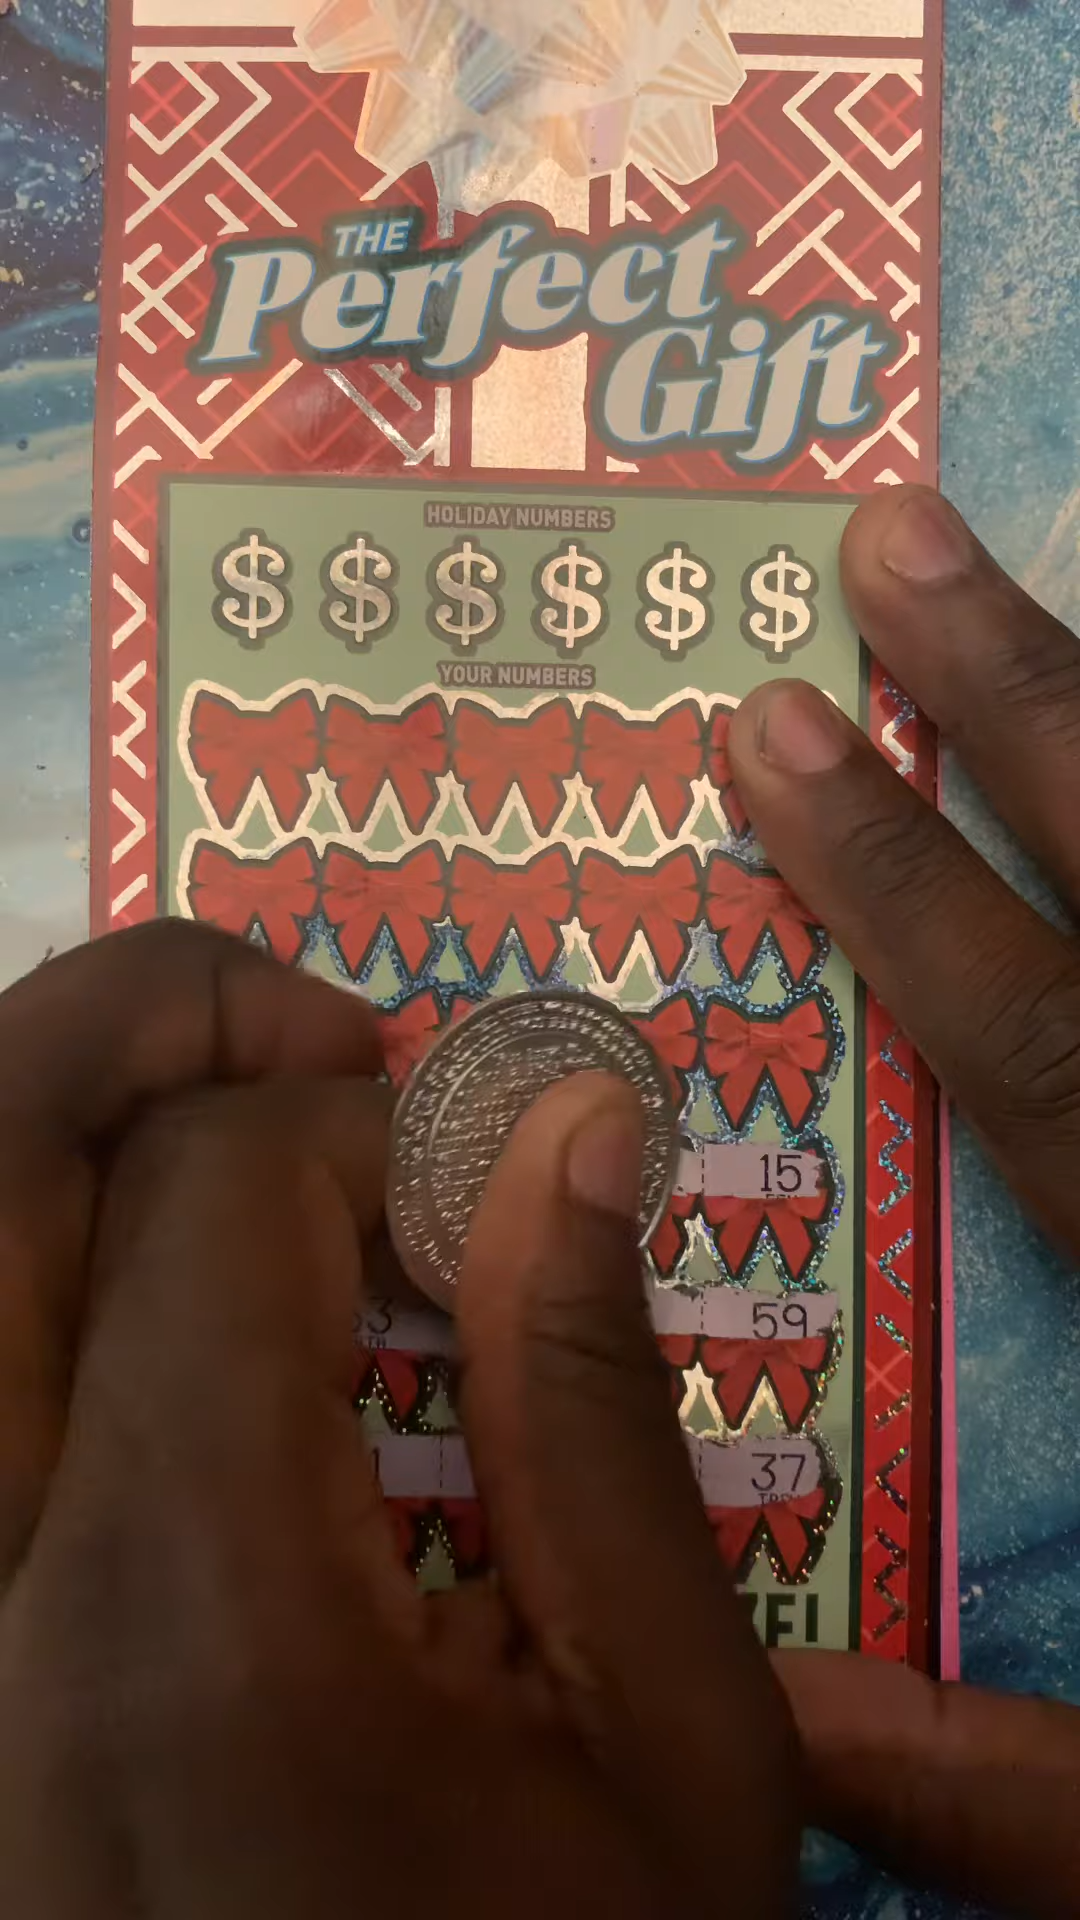 THE
Perfect
Gift
HOLIDAY NUMBERS
$ $ $ $ $ $
YOUR NUMBERS
15
59
37